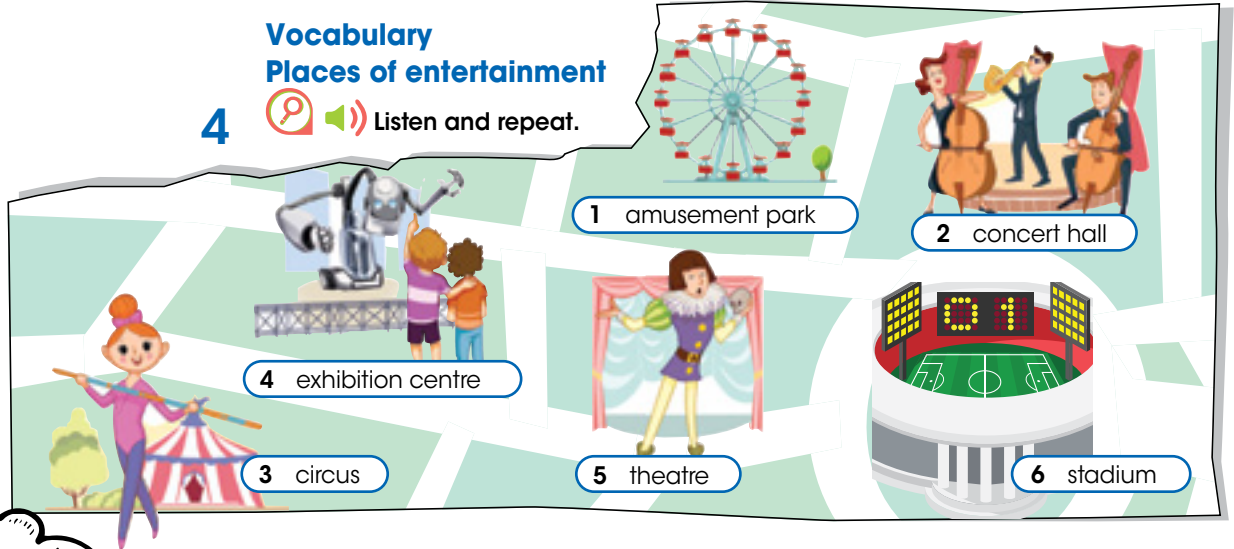 Vocabulary
Places of entertainment
4 Listen and repeat.
1 amusement park
2 concert hall
3 circus
4 exhibition centre
5 theatre
6 stadium
01